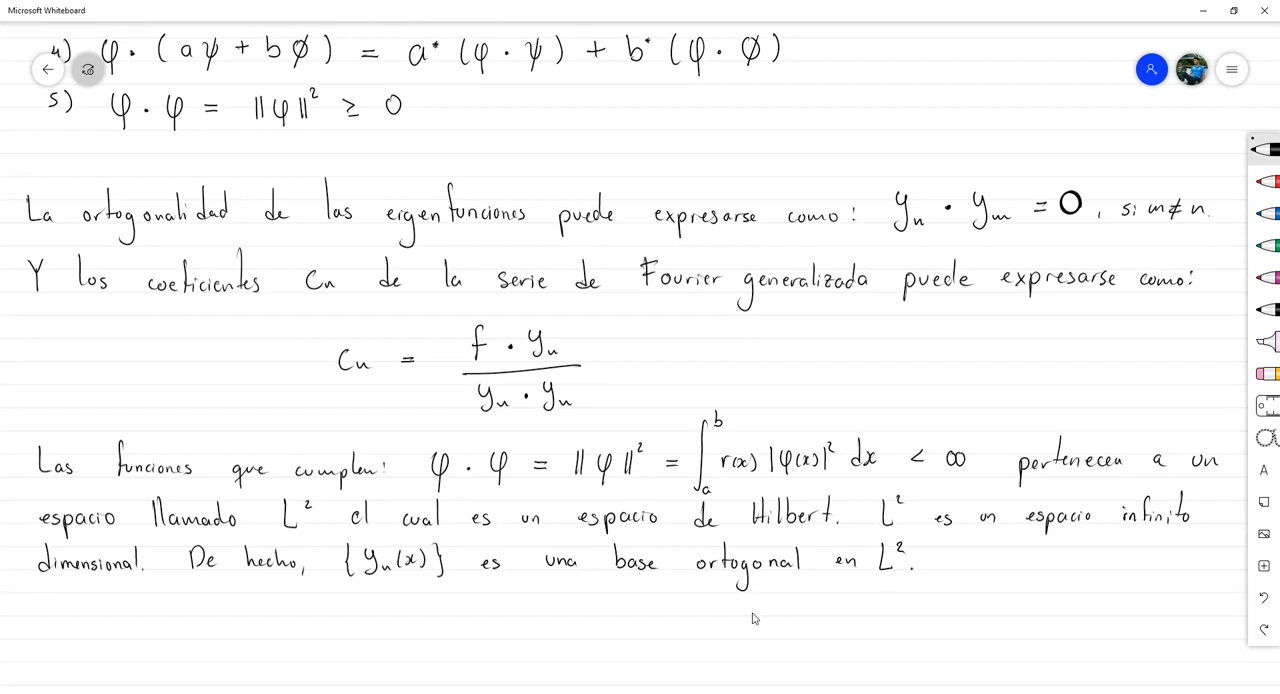 Microsoft Whiteboard
4) φ · (aψ + bø) = a* (φ · ψ) + b* (φ · ø)
5) φ · φ = ||φ||² ≥ 0
La ortogonalidad de las eigenfunciones puede expresarse como: yₙ · yₘ = 0, si m≠n.
Y los coeficientes Cn de la serie de Fourier generalizada puede expresarse como:
Cn = (f · yₙ) / (yₙ · yₙ)
Las funciones que cumplen: φ · φ = ||φ||² = ∫ₐᵇ r(x) |φ(x)|² dx < ∞ pertenecen a un
espacio llamado L² el cual es un espacio de Hilbert. L² es un espacio infinito
dimensional. De hecho, {yₙ(x)} es una base ortogonal en L².
A